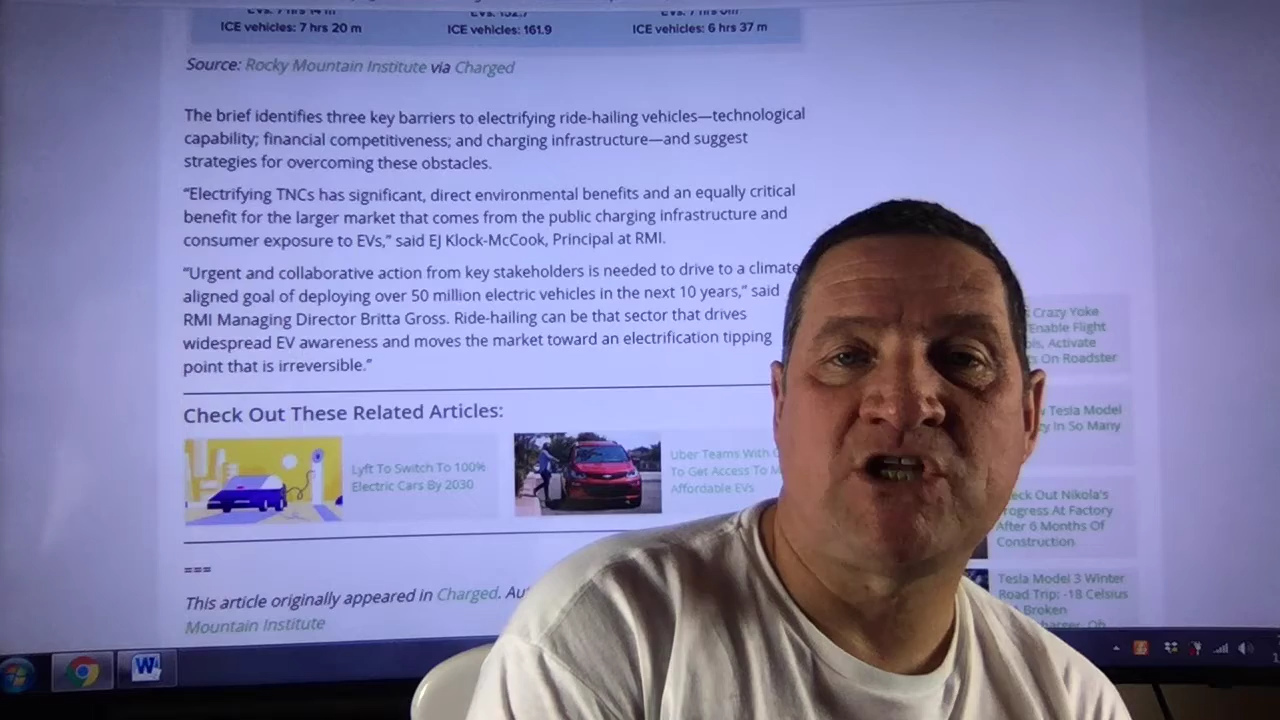 ICE vehicles: 7 hrs 20 m
ICE vehicles: 161.9
ICE vehicles: 6 hrs 37 m
Source: Rocky Mountain Institute via Charged
The brief identifies three key barriers to electrifying ride-hailing vehicles—technological
capability; financial competitiveness; and charging infrastructure—and suggest
strategies for overcoming these obstacles.
“Electrifying TNCs has significant, direct environmental benefits and an equally critical
benefit for the larger market that comes from the public charging infrastructure and
consumer exposure to EVs,” said EJ Klock-McCook, Principal at RMI.
“Urgent and collaborative action from key stakeholders is needed to drive to a climate
aligned goal of deploying over 50 million electric vehicles in the next 10 years,” said
RMI Managing Director Britta Gross. Ride-hailing can be that sector that drives
widespread EV awareness and moves the market toward an electrification tipping
point that is irreversible.”
Check Out These Related Articles:
Lyft To Switch To 100%
Electric Cars By 2030
Uber Teams With
To Get Access To
Affordable EVs
===
This article originally appeared in Charged.
Mountain Institute
Crazy Yoke
Enable Flight
Activate
On Roadster
Tesla Model
In So Many
Out Nikola's
Progress At Factory
After 6 Months Of
Construction
Tesla Model 3 Winter
Road Trip: -18 Celsius
Broken
W